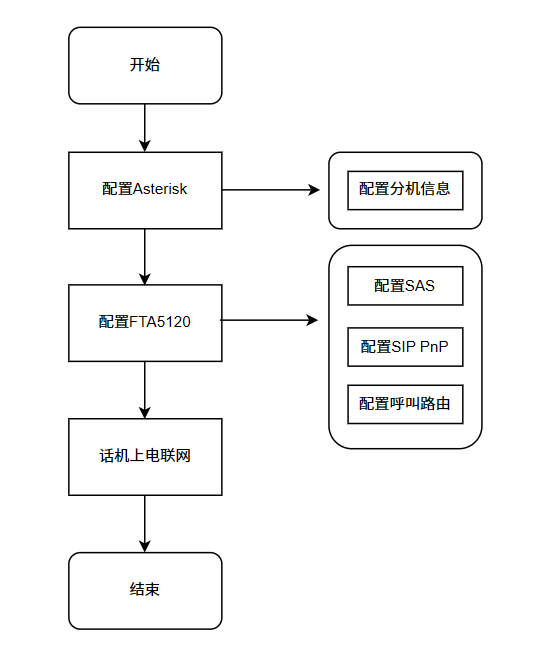 开始
配置Asterisk
配置分机信息
配置FTA5120
配置SAS
配置SIP PnP
配置呼叫路由
话机上电联网
结束